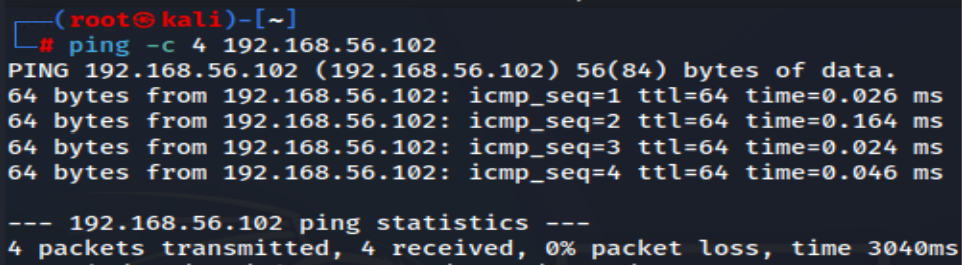 ┌──(root㉿kali)-[~]
└─# ping -c 4 192.168.56.102
PING 192.168.56.102 (192.168.56.102) 56(84) bytes of data.
64 bytes from 192.168.56.102: icmp_seq=1 ttl=64 time=0.026 ms
64 bytes from 192.168.56.102: icmp_seq=2 ttl=64 time=0.164 ms
64 bytes from 192.168.56.102: icmp_seq=3 ttl=64 time=0.024 ms
64 bytes from 192.168.56.102: icmp_seq=4 ttl=64 time=0.046 ms
--- 192.168.56.102 ping statistics ---
4 packets transmitted, 4 received, 0% packet loss, time 3040ms